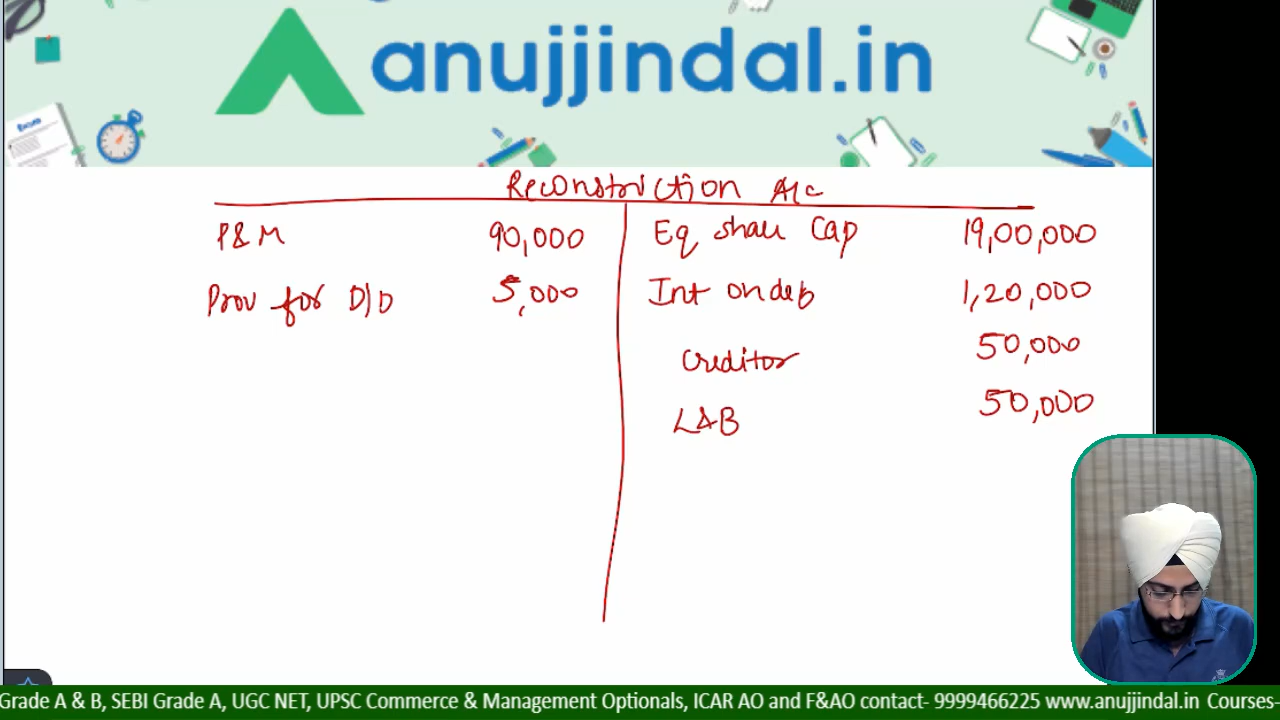 anujjindal.in
Reconstruction A/c
P&M 90,000 Eq share Cap 19,00,000
Prov for D/D 5,000 Int on deb 1,20,000
Creditor 50,000
L&B 50,000
Grade A & B, SEBI Grade A, UGC NET, UPSC Commerce & Management Optionals, ICAR AO and F&AO contact- 9999466225 www.anujjindal.in Courses-